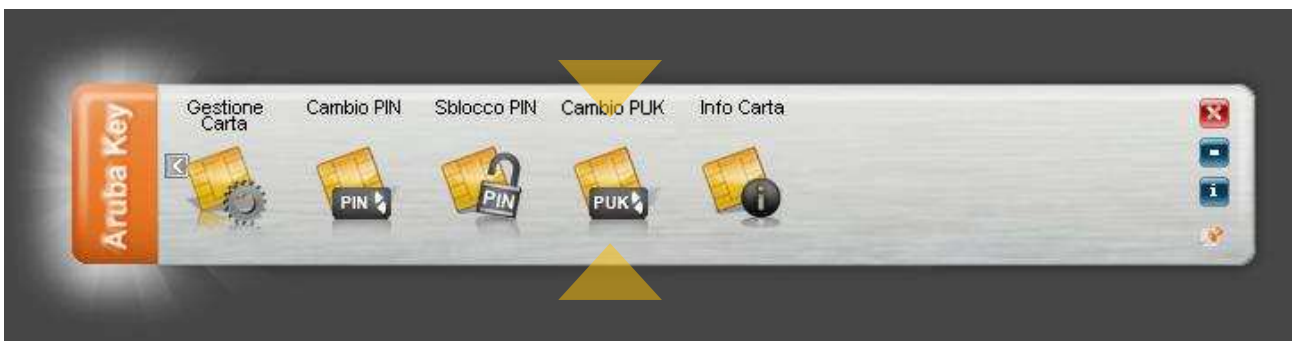 Aruba Key
Gestione
Carta
Cambio PIN
Sblocco PIN
Cambio PUK
Info Carta
PIN
PIN
PUK
i
i